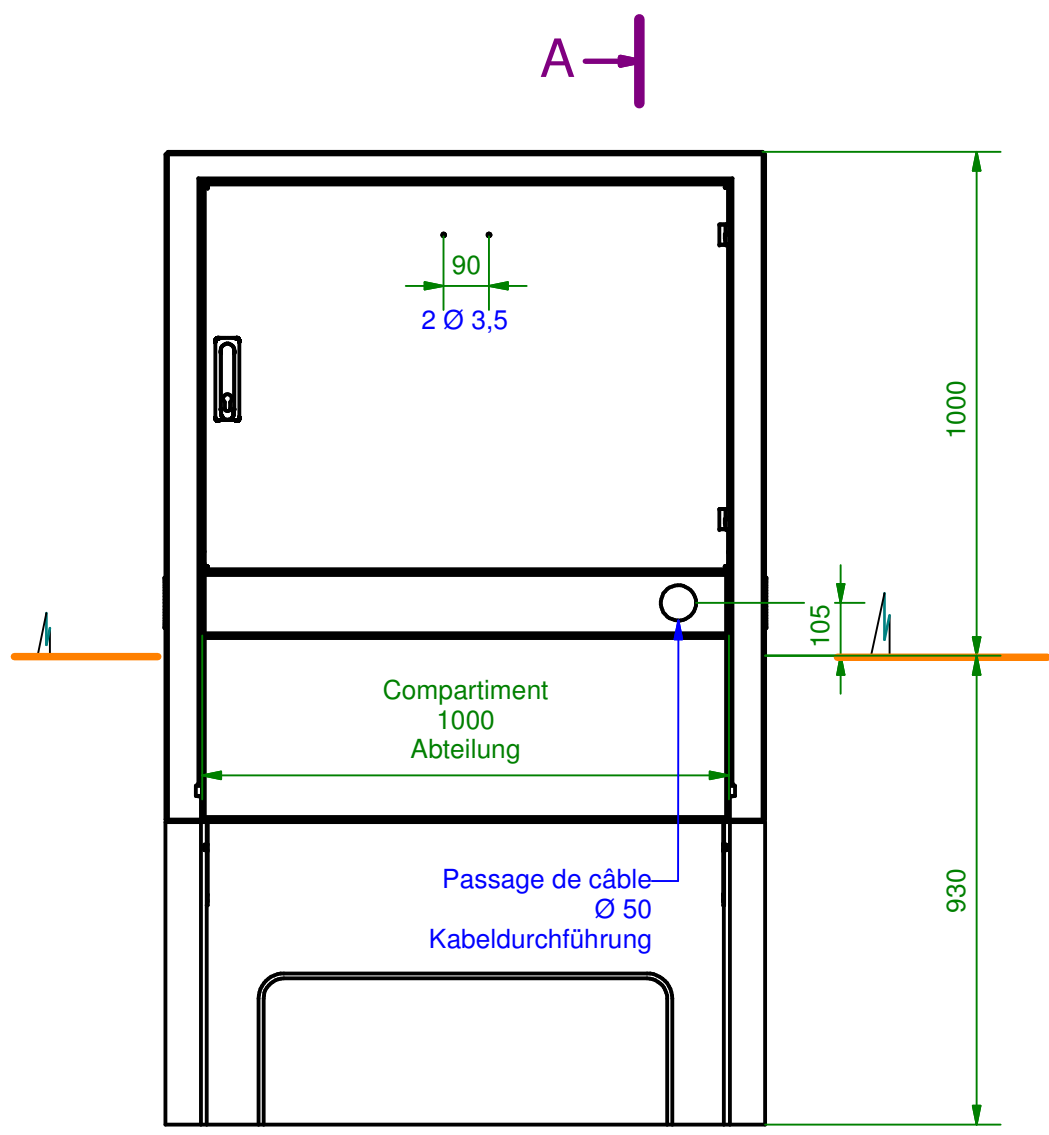 A
90
2 Ø 3,5
1000
105
Compartiment
1000
Abteilung
Passage de câble
Ø 50
Kabeldurchführung
930